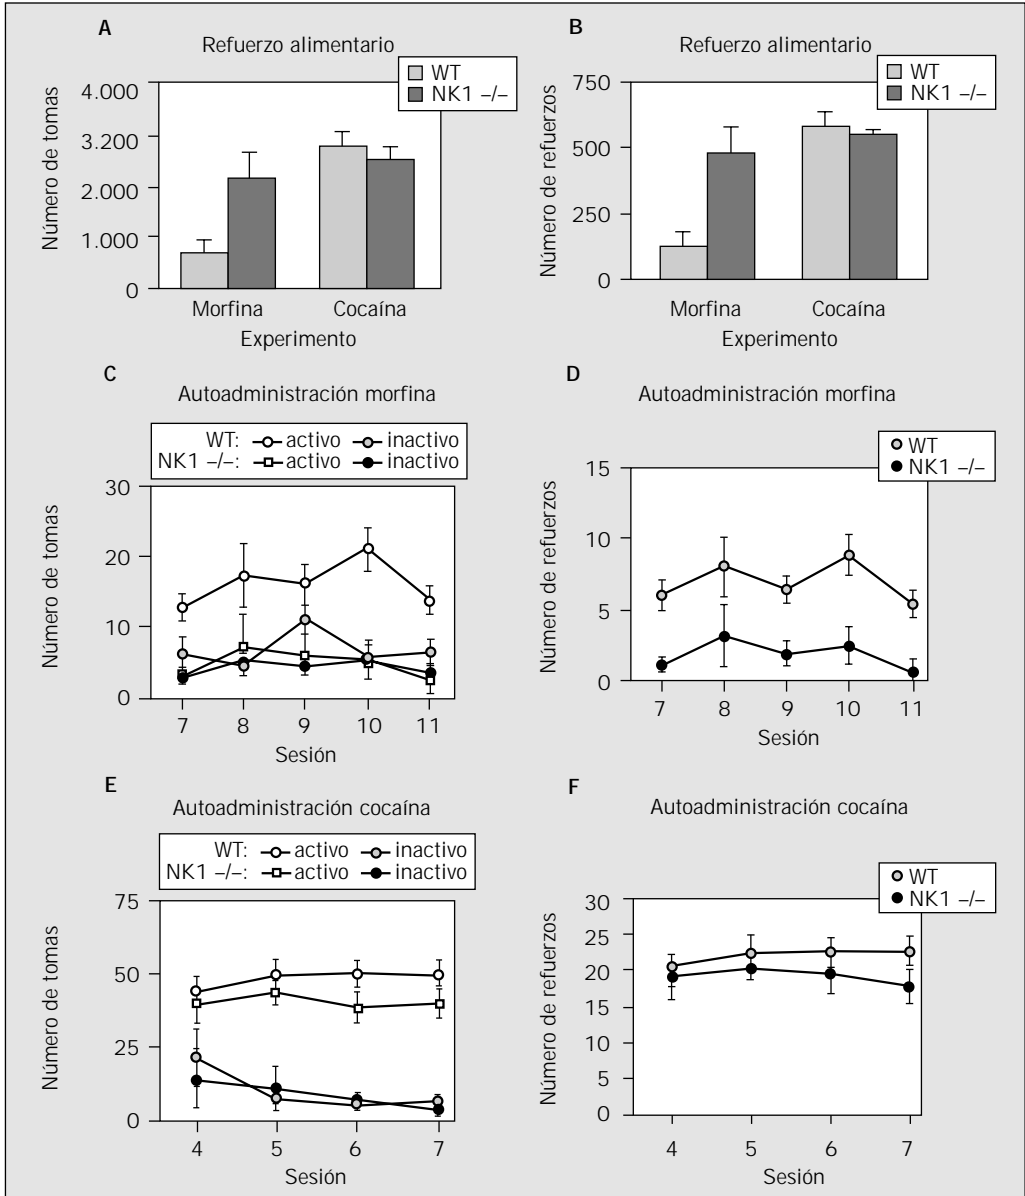 A
Refuerzo alimentario
WT
NK1 –/–
Número de tomas
4.000
3.200
2.000
1.000
0
Morfina
Cocaína
Experimento
B
Refuerzo alimentario
WT
NK1 –/–
Número de refuerzos
750
500
250
0
Morfina
Cocaína
Experimento
C
Autoadministración morfina
WT: activo inactivo
NK1 –/–: activo inactivo
Número de tomas
30
20
10
0
7 8 9 10 11
Sesión
D
Autoadministración morfina
WT
NK1 –/–
Número de refuerzos
15
10
5
0
7 8 9 10 11
Sesión
E
Autoadministración cocaína
WT: activo inactivo
NK1 –/–: activo inactivo
Número de tomas
75
50
25
0
4 5 6 7
Sesión
F
Autoadministración cocaína
WT
NK1 –/–
Número de refuerzos
30
25
20
15
10
5
0
4 5 6 7
Sesión